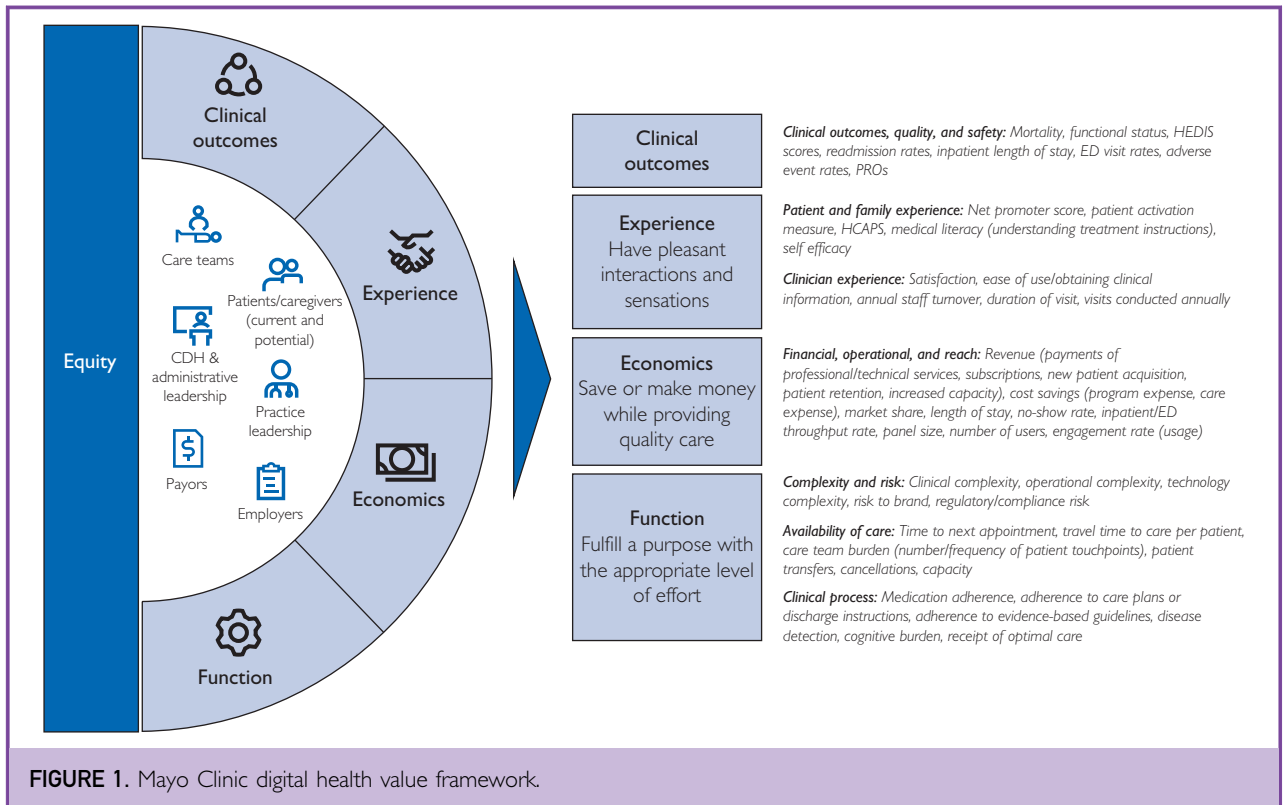 Equity
Clinical
outcomes
Experience
Economics
Function
Care teams
Patients/caregivers
(current and
potential)
CDH &
administrative
leadership
Practice
leadership
Payors
Employers
Clinical
outcomes
Clinical outcomes, quality, and safety: Mortality, functional status, HEDIS
scores, readmission rates, inpatient length of stay, ED visit rates, adverse
event rates, PROs
Experience
Have pleasant
interactions and
sensations
Patient and family experience: Net promoter score, patient activation
measure, HCAPS, medical literacy (understanding treatment instructions),
self efficacy
Clinician experience: Satisfaction, ease of use/obtaining clinical
information, annual staff turnover, duration of visit, visits conducted annually
Economics
Save or make money
while providing
quality care
Financial, operational, and reach: Revenue (payments of
professional/technical services, subscriptions, new patient acquisition,
patient retention, increased capacity), cost savings (program expense, care
expense), market share, length of stay, no-show rate, inpatient/ED
throughput rate, panel size, number of users, engagement rate (usage)
Function
Fulfill a purpose with
the appropriate level
of effort
Complexity and risk: Clinical complexity, operational complexity, technology
complexity, risk to brand, regulatory/compliance risk
Availability of care: Time to next appointment, travel time to care per patient,
care team burden (number/frequency of patient touchpoints), patient
transfers, cancellations, capacity
Clinical process: Medication adherence, adherence to care plans or
discharge instructions, adherence to evidence-based guidelines, disease
detection, cognitive burden, receipt of optimal care
FIGURE 1. Mayo Clinic digital health value framework.